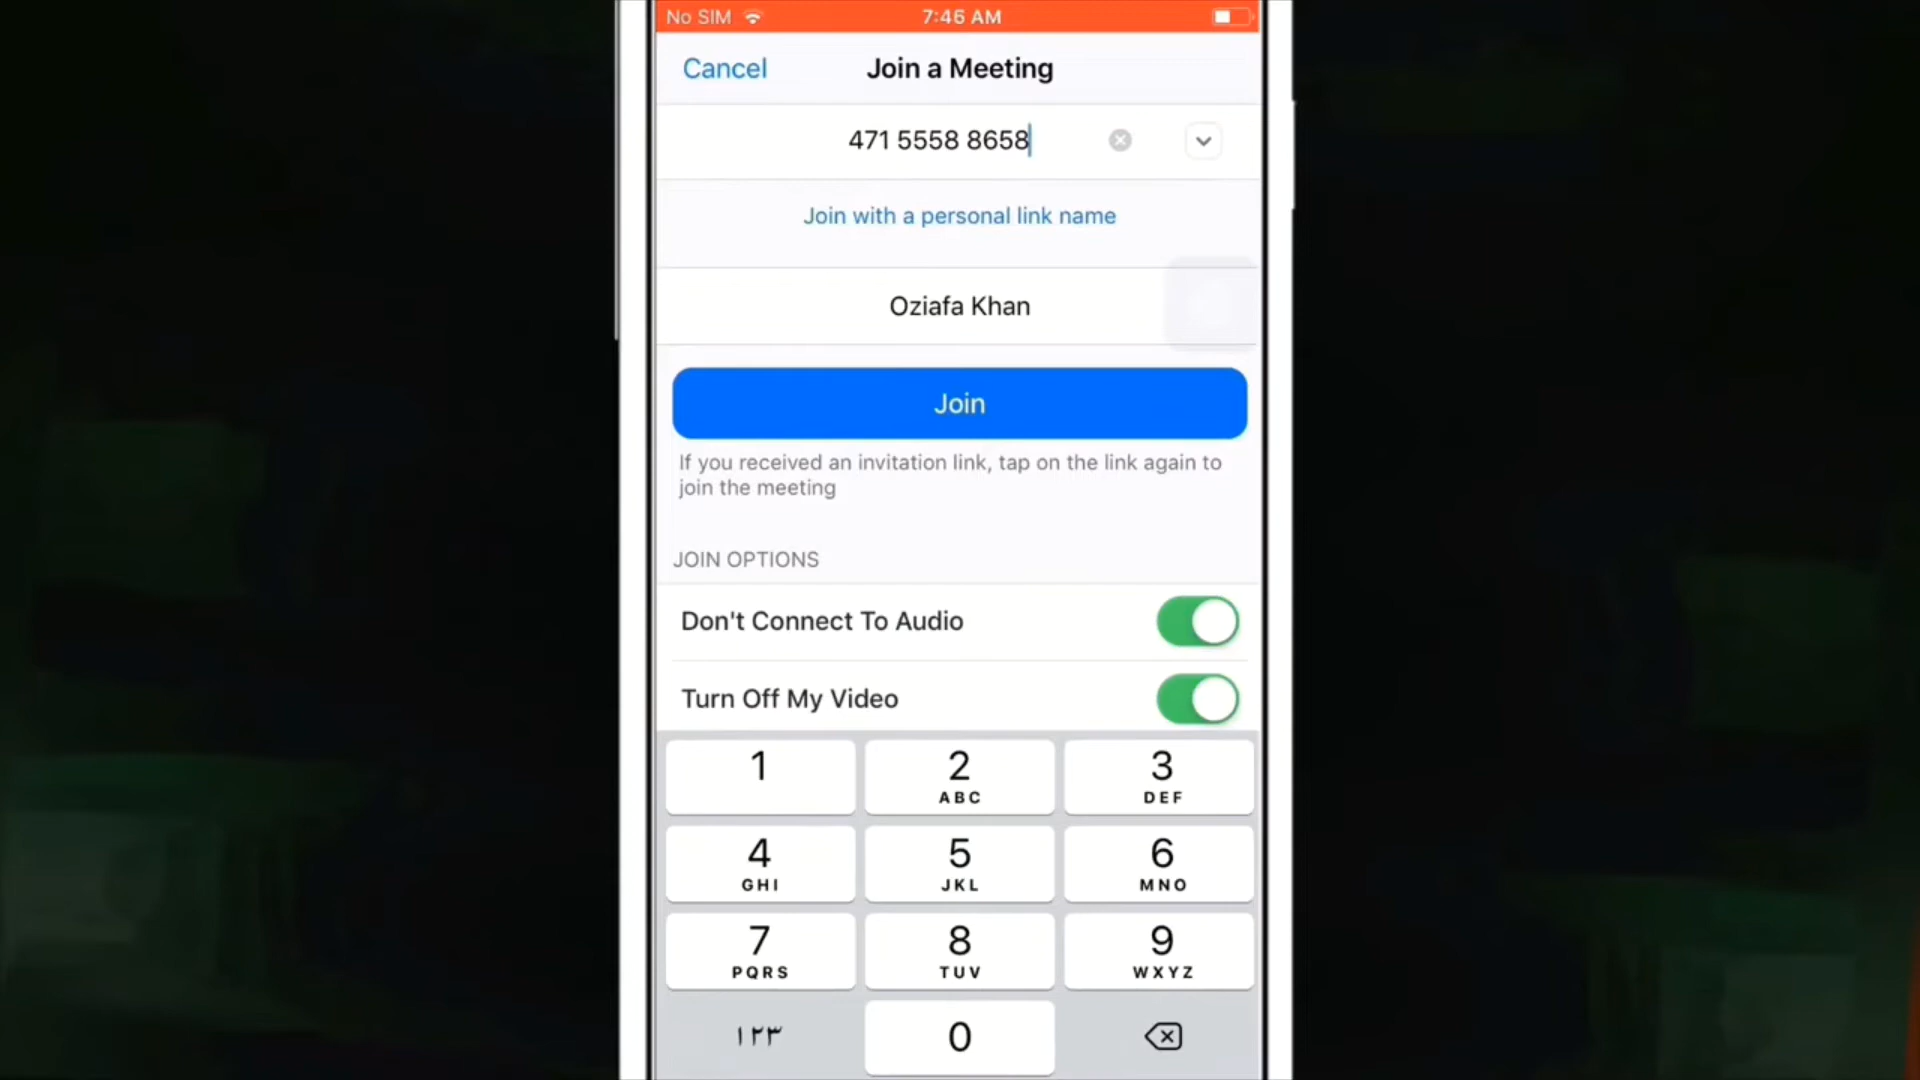 No SIM 7:46 AM
Cancel Join a Meeting
471 5558 8658
Join with a personal link name
Oziafa Khan
Join
If you received an invitation link, tap on the link again to
join the meeting
JOIN OPTIONS
Don't Connect To Audio
Turn Off My Video
1 2 3
ABC DEF
4 5 6
GHI JKL MNO
7 8 9
PQRS TUV WXYZ
١٢٣ 0